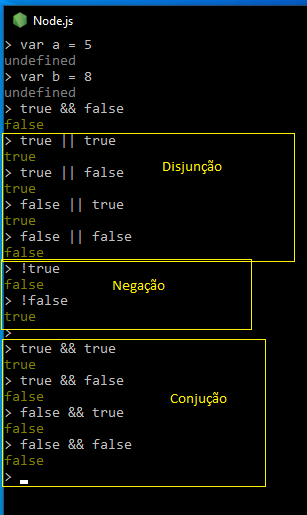 Node.js
> var a = 5
undefined
> var b = 8
undefined
> true && false
false
> true || true
true
> true || false
Disjunção
true
> false || true
true
> false || false
false
> !true
false
Negação
> !false
true
>
> true && true
true
> true && false
false
Conjução
> false && true
false
> false && false
false
>